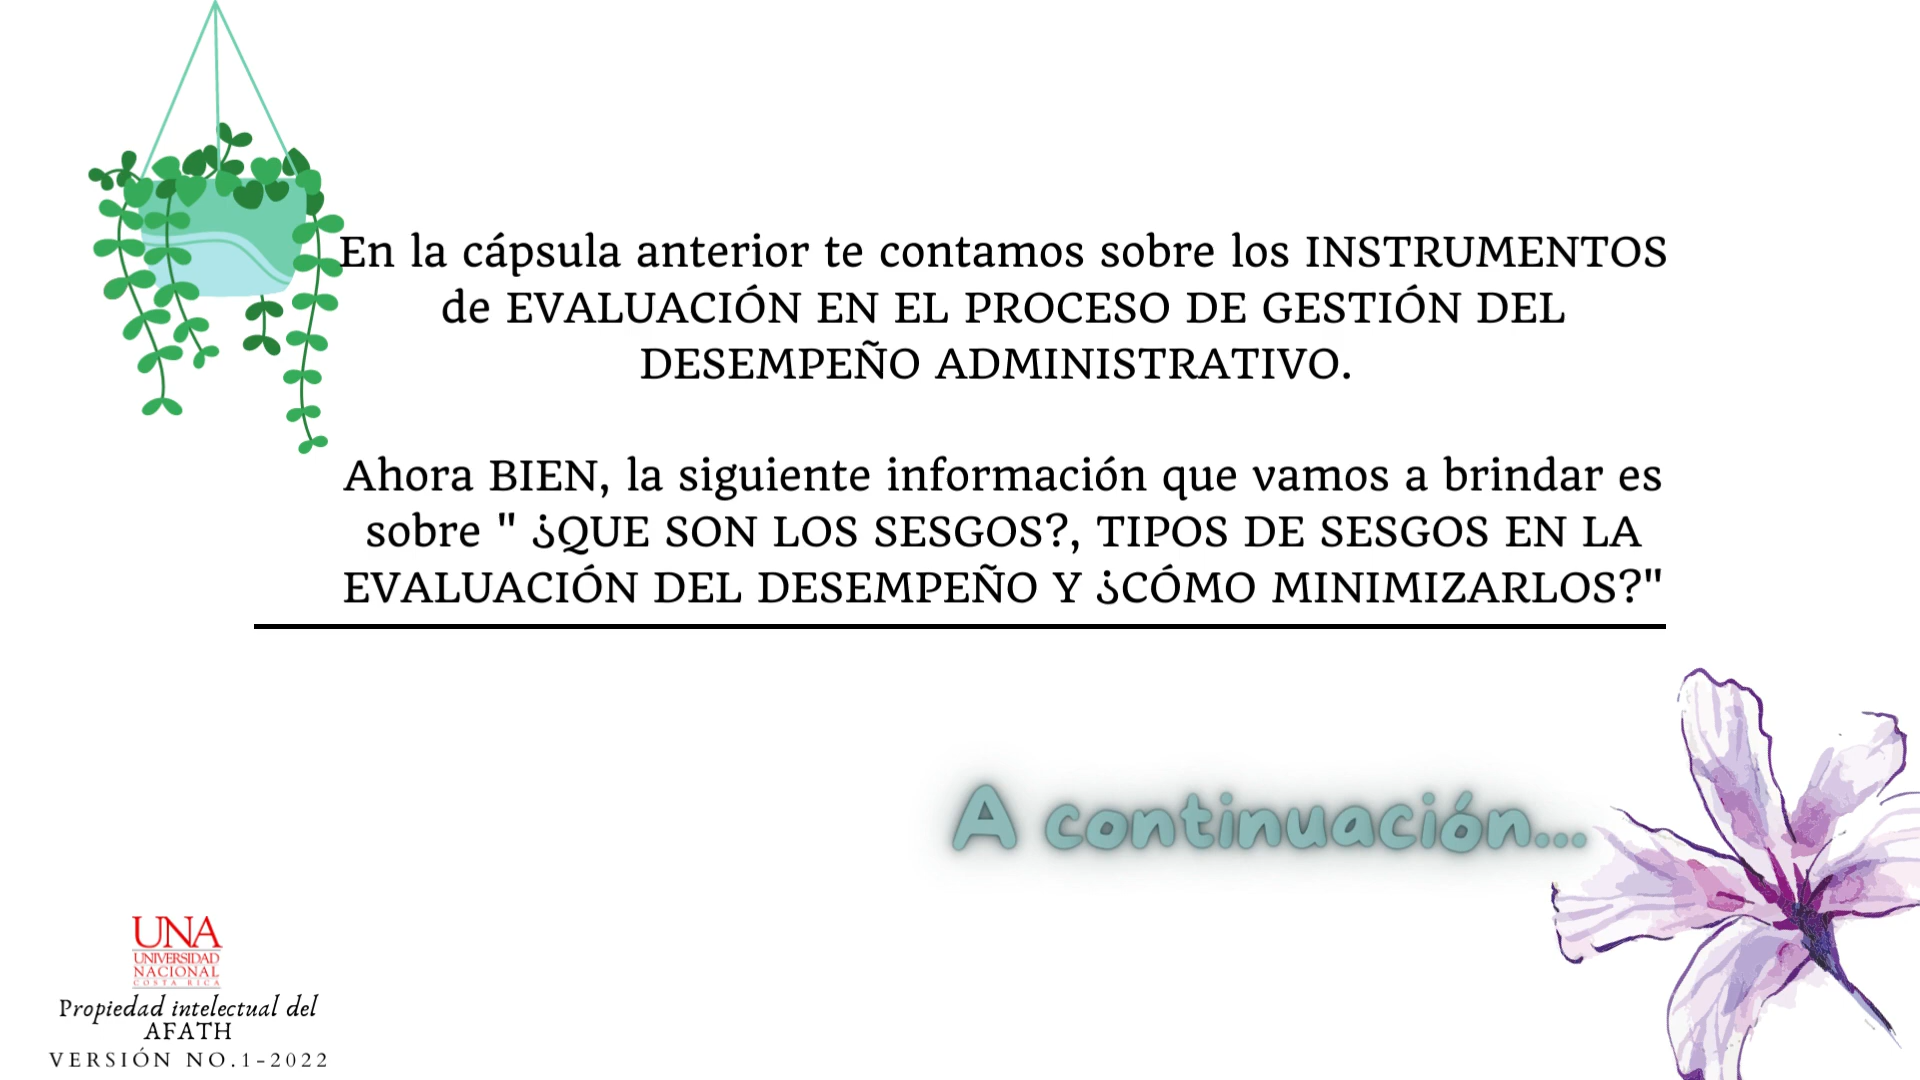 En la cápsula anterior te contamos sobre los INSTRUMENTOS
de EVALUACIÓN EN EL PROCESO DE GESTIÓN DEL
DESEMPEÑO ADMINISTRATIVO.
Ahora BIEN, la siguiente información que vamos a brindar es
sobre " ¿QUE SON LOS SESGOS?, TIPOS DE SESGOS EN LA
EVALUACIÓN DEL DESEMPEÑO Y ¿CÓMO MINIMIZARLOS?"
A continuación...
UNA
UNIVERSIDAD
NACIONAL
COSTA RICA
Propiedad intelectual del
AFATH
VERSIÓN NO.1-2022